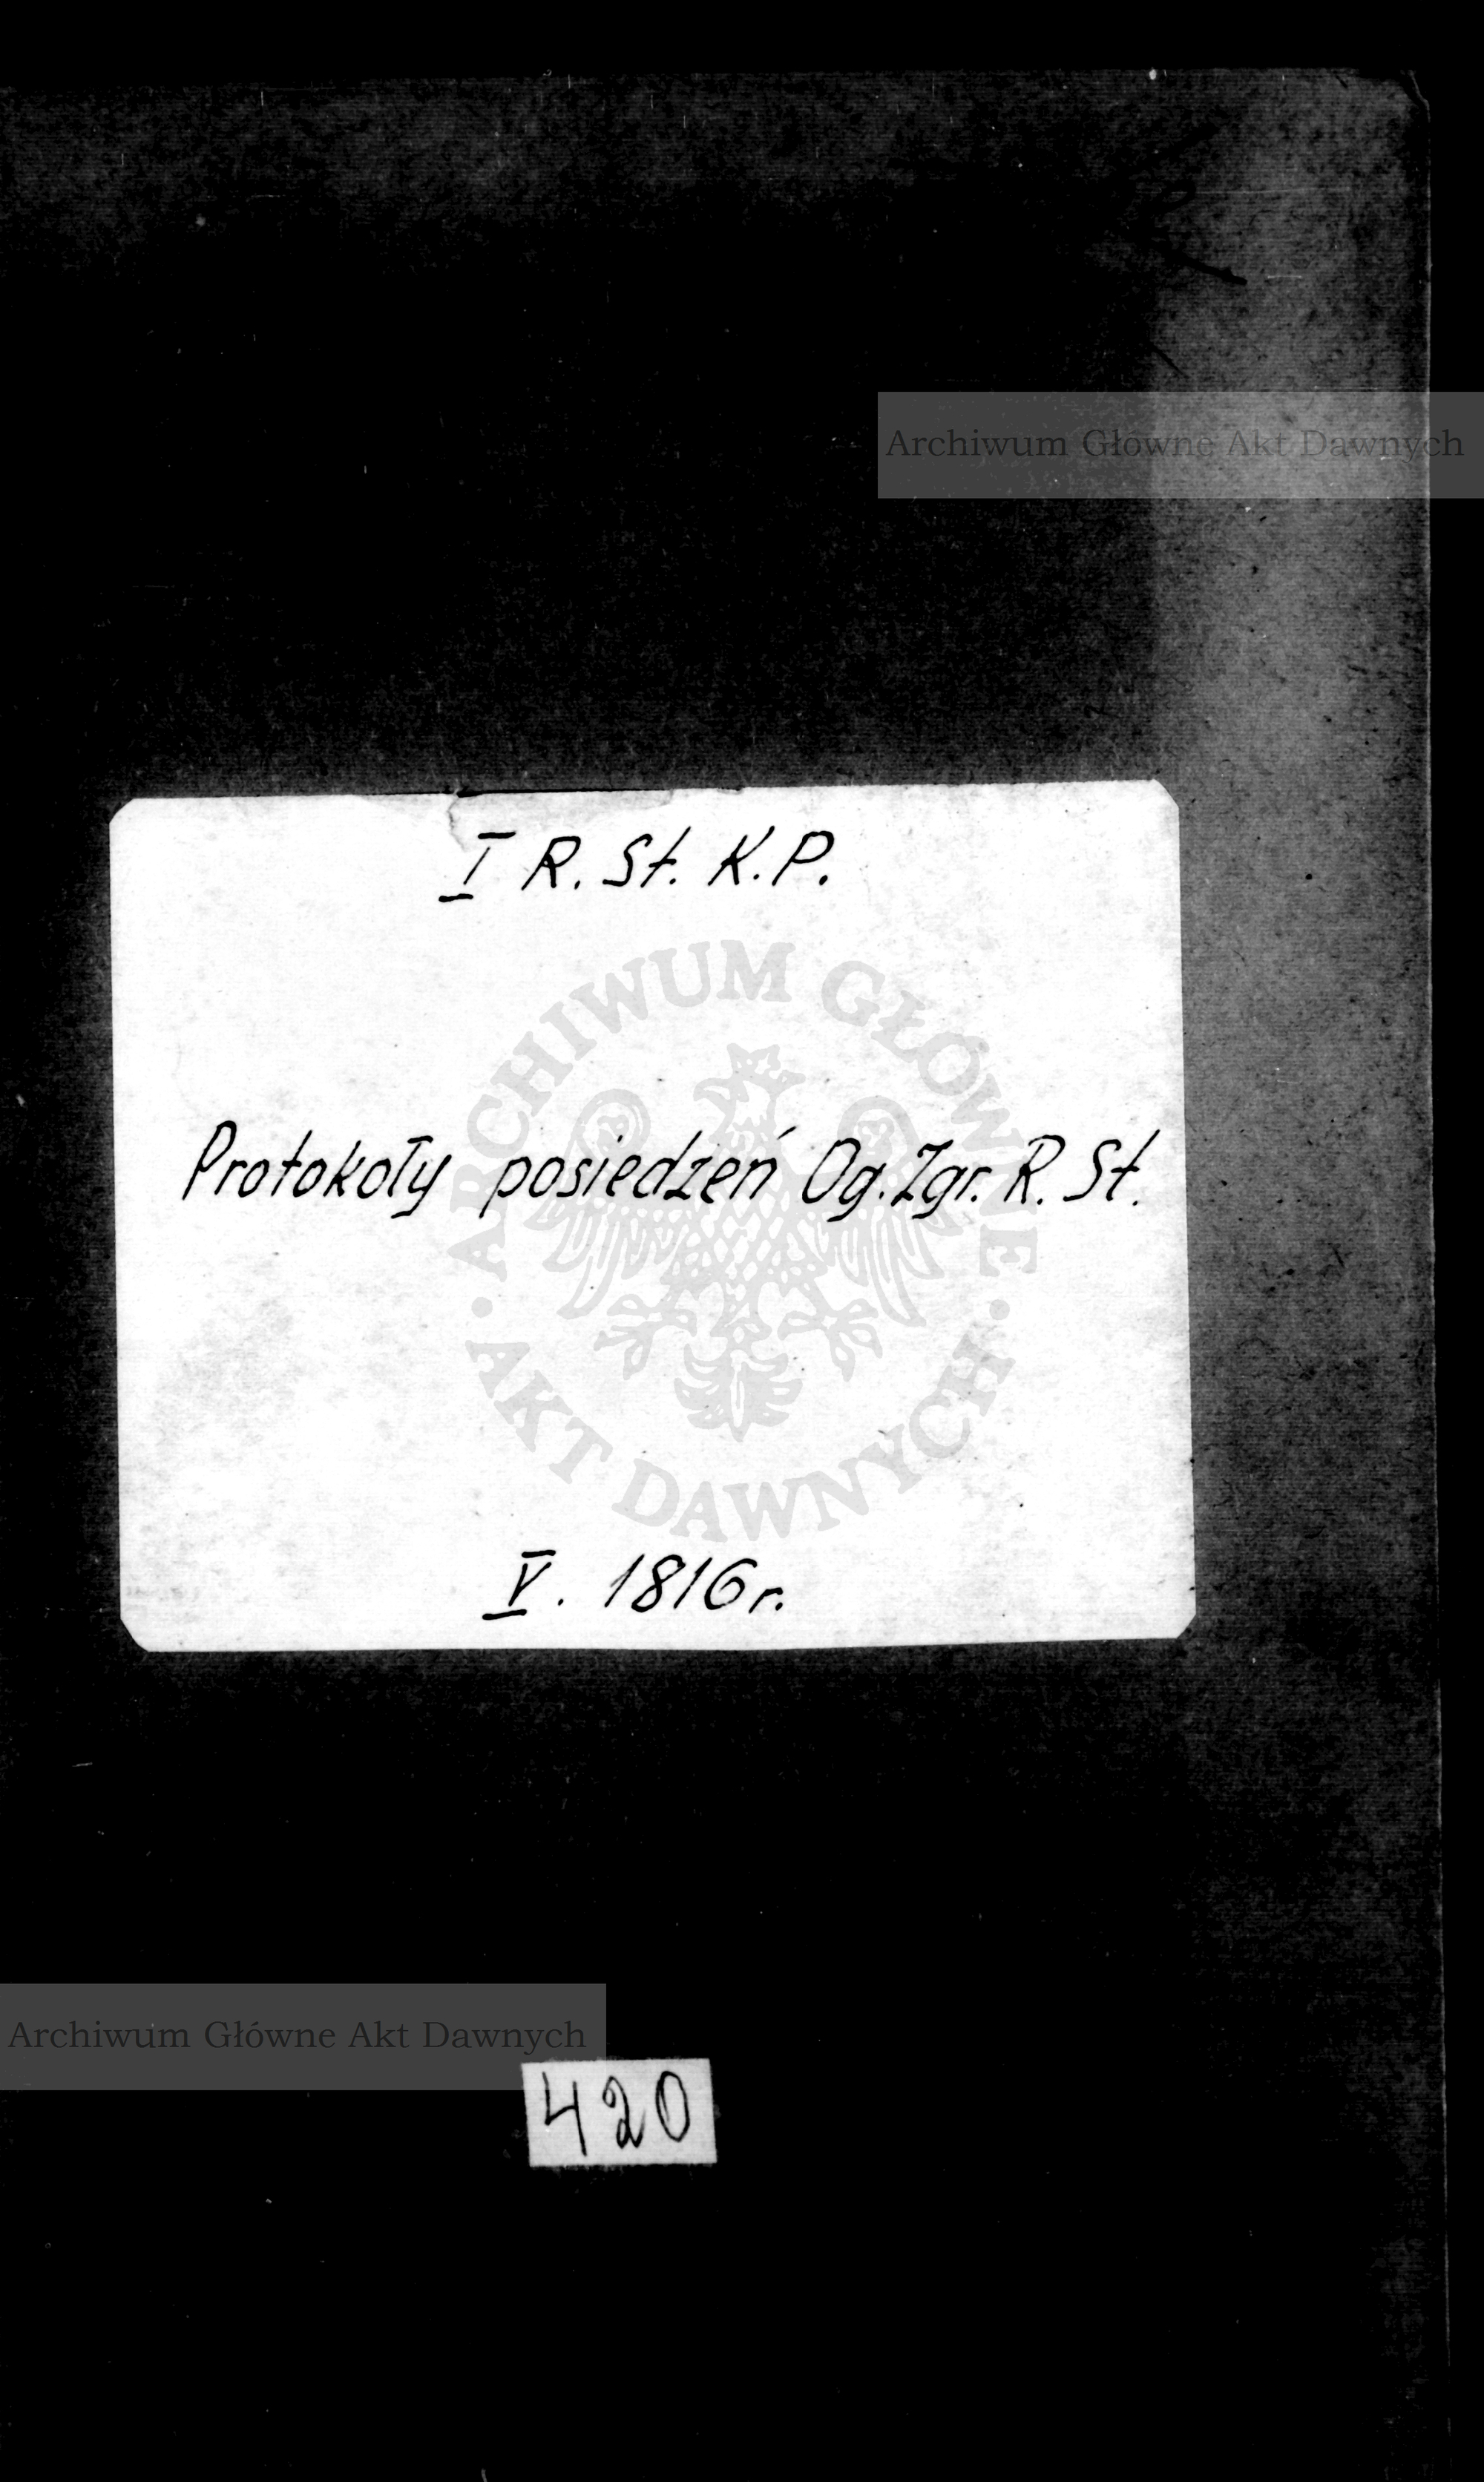 Archiwum Główne Akt Dawnych
I R. St. K.P.
ARCHIWUM GŁÓWNE
Protokoły posiedzeń Og. Zgr. R. St.
AKT DAWNYCH
V. 1816 r.
Archiwum Główne Akt Dawnych
420